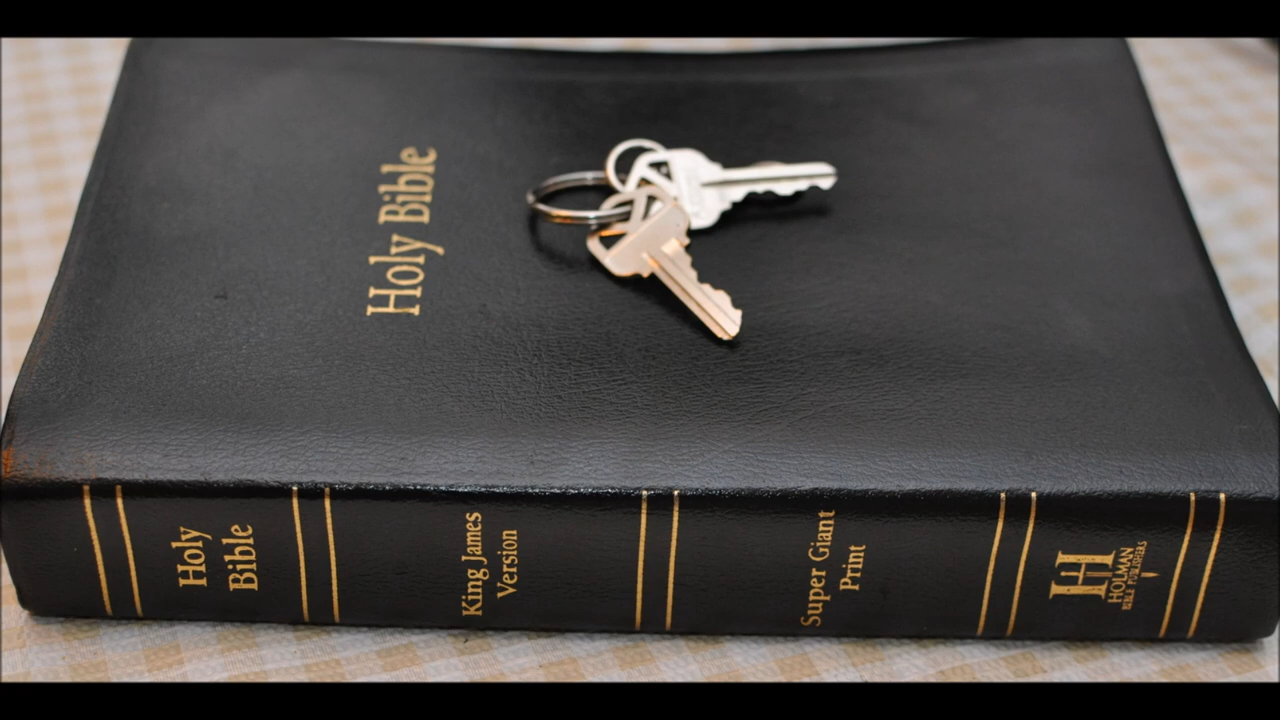 Holy Bible
Holy
Bible
King James
Version
Super Giant
Print
HOLMAN
BIBLE PUBLISHERS